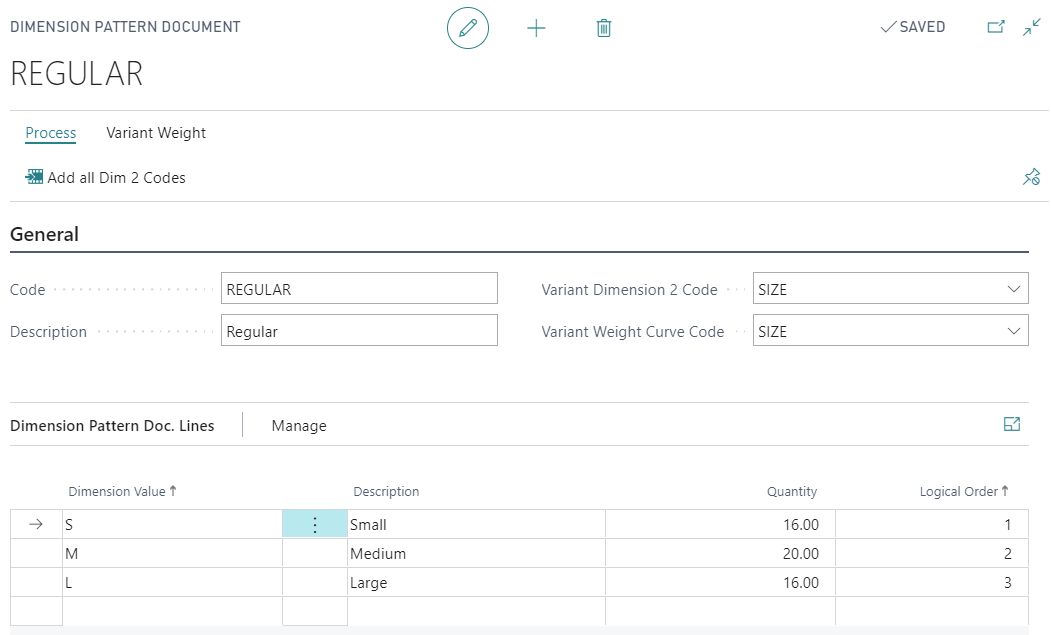 DIMENSION PATTERN DOCUMENT
SAVED
REGULAR
Process Variant Weight
Add all Dim 2 Codes
General
Code REGULAR Variant Dimension 2 Code SIZE
Description Regular Variant Weight Curve Code SIZE
Dimension Pattern Doc. Lines Manage
Dimension Value Description Quantity Logical Order
S Small 16.00 1
M Medium 20.00 2
L Large 16.00 3